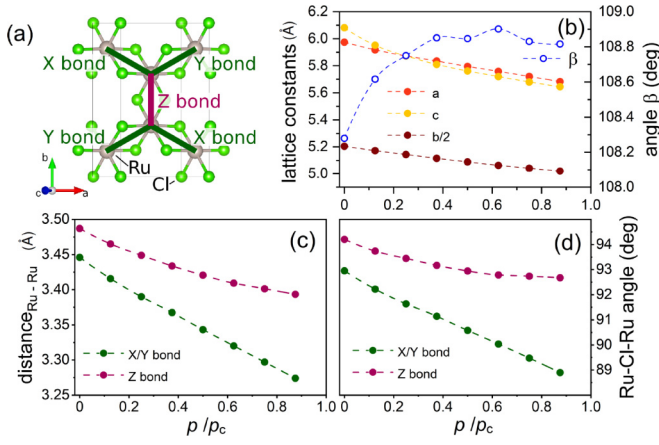 (a)
X bond
Y bond
Z bond
Y bond
X bond
Ru
Cl
b
c
a
(b)
lattice constants (Å)
6.2
6.0
5.8
5.6
5.4
5.2
5.0
0.0
0.2
0.4
0.6
0.8
1.0
β
a
c
b/2
109.0
108.8
108.6
108.4
108.2
108.0
angle β (deg)
(c)
distance Ru - Ru (Å)
3.50
3.45
3.40
3.35
3.30
3.25
X/Y bond
Z bond
0.0
0.2
0.4
0.6
0.8
1.0
p /pc
(d)
X/Y bond
Z bond
0.0
0.2
0.4
0.6
0.8
1.0
p /pc
94
93
92
91
90
89
Ru-Cl-Ru angle (deg)